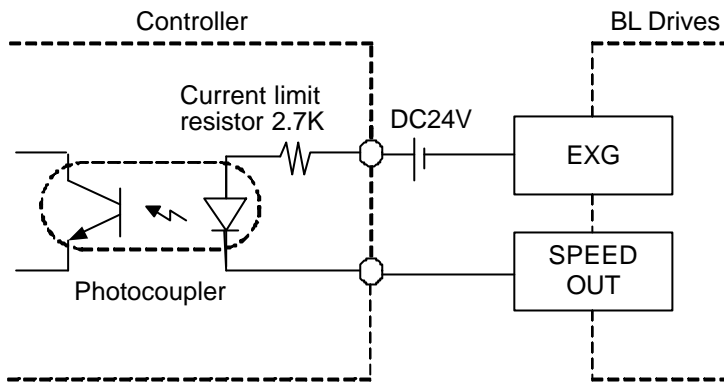 Controller
BL Drives
Current limit
resistor 2.7K
DC24V
EXG
SPEED
OUT
Photocoupler